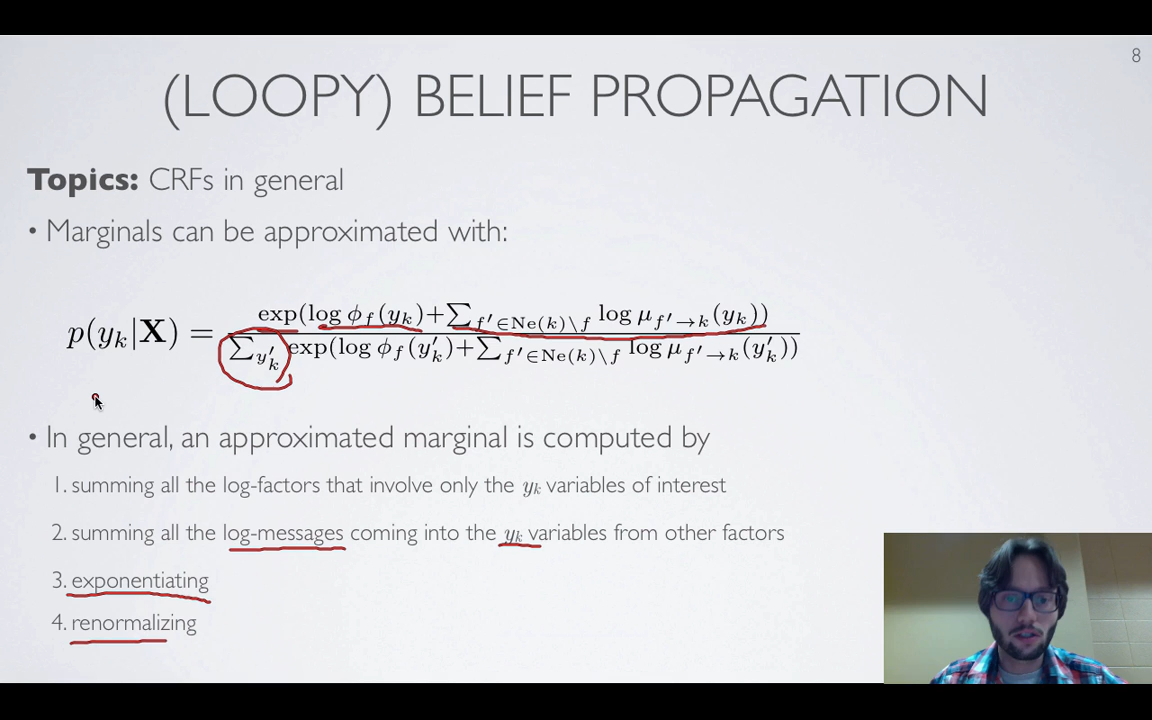 8
(LOOPY) BELIEF PROPAGATION
Topics: CRFs in general
• Marginals can be approximated with:
p(y_k|X) = \frac{exp(log ϕ_f(y_k)+∑_{f′∈Ne(k)\f} log μ_{f′→k}(y_k))}{∑_{y′_k} exp(log ϕ_f(y′_k)+∑_{f′∈Ne(k)\f} log μ_{f′→k}(y′_k))}
• In general, an approximated marginal is computed by
1. summing all the log-factors that involve only the y_k variables of interest
2. summing all the log-messages coming into the y_k variables from other factors
3. exponentiating
4. renormalizing